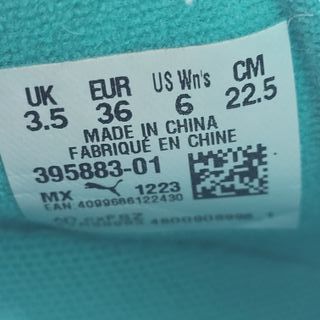 UK EUR US Wn's CM
3.5 36 6 22.5
MADE IN CHINA
FABRIQUÉ EN CHINE
395883-01
MX 1223
EAN: 4099686122430